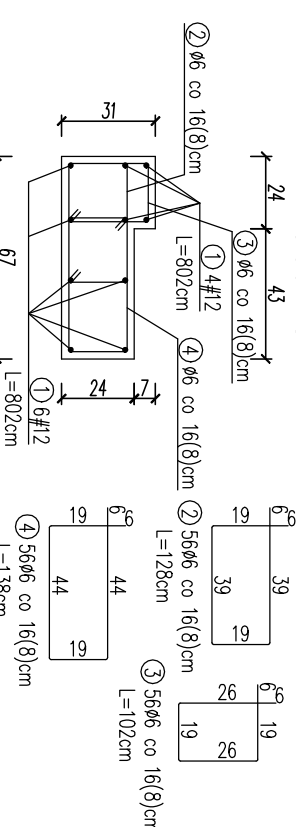 ② ø6 co 16(8)cm
24
43
③ ø6 co 16(8)cm
① 4#12
L=802cm
④ ø6 co 16(8)cm
31
24
7
67
① 6#12
L=802cm
6
6
19
39
39
19
② 56ø6 co 16(8)cm
L=128cm
6
6
26
19
19
26
③ 56ø6 co 16(8)cm
L=102cm
6
6
19
44
44
19
④ 56ø6 co 16(8)cm
L=138cm